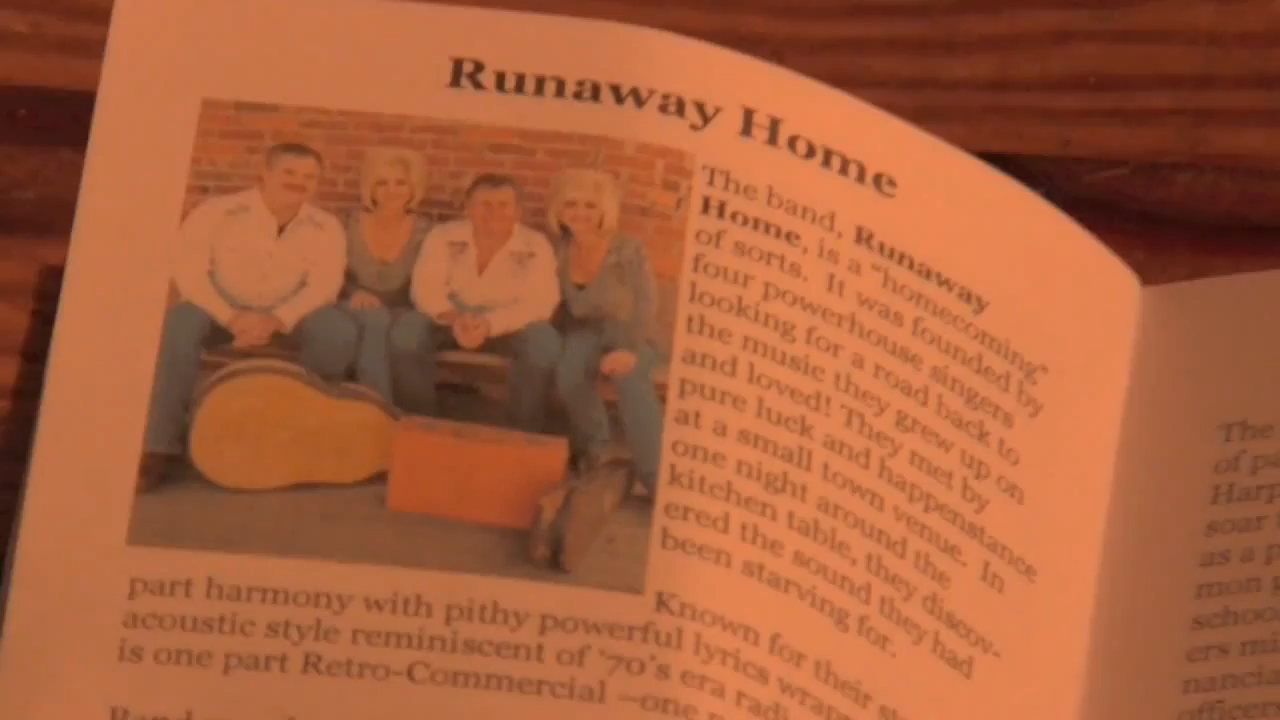 Runaway Home
The band, Runaway
Home, is a "homecoming"
of sorts. It was founded by
four powerhouse singers
looking for a road back to
the music they grew up on
and loved! They met by
pure luck and happenstance
at a small town venue. In
one night around the
kitchen table, they discov-
ered the sound they had
been starving for.
Known for their
part harmony with pithy powerful lyrics
acoustic style reminiscent of '70's era
is one part Retro-Commercial —one
The
of
Harp
soar
as a
mon
schoo
ers mi
nancia
officers